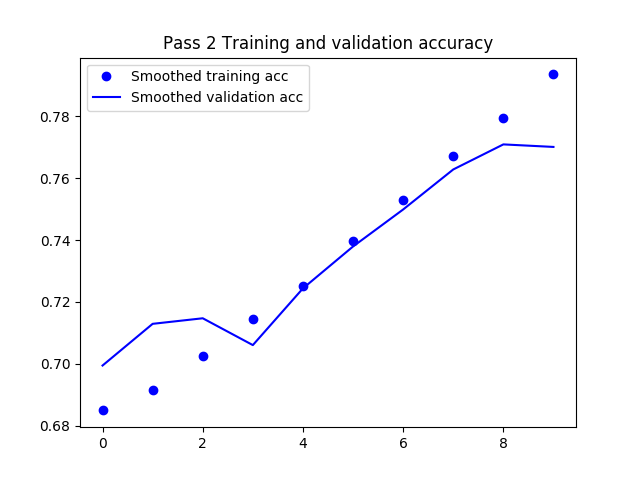 Pass 2 Training and validation accuracy
Smoothed training acc
Smoothed validation acc
0.78
0.76
0.74
0.72
0.70
0.68
0 2 4 6 8